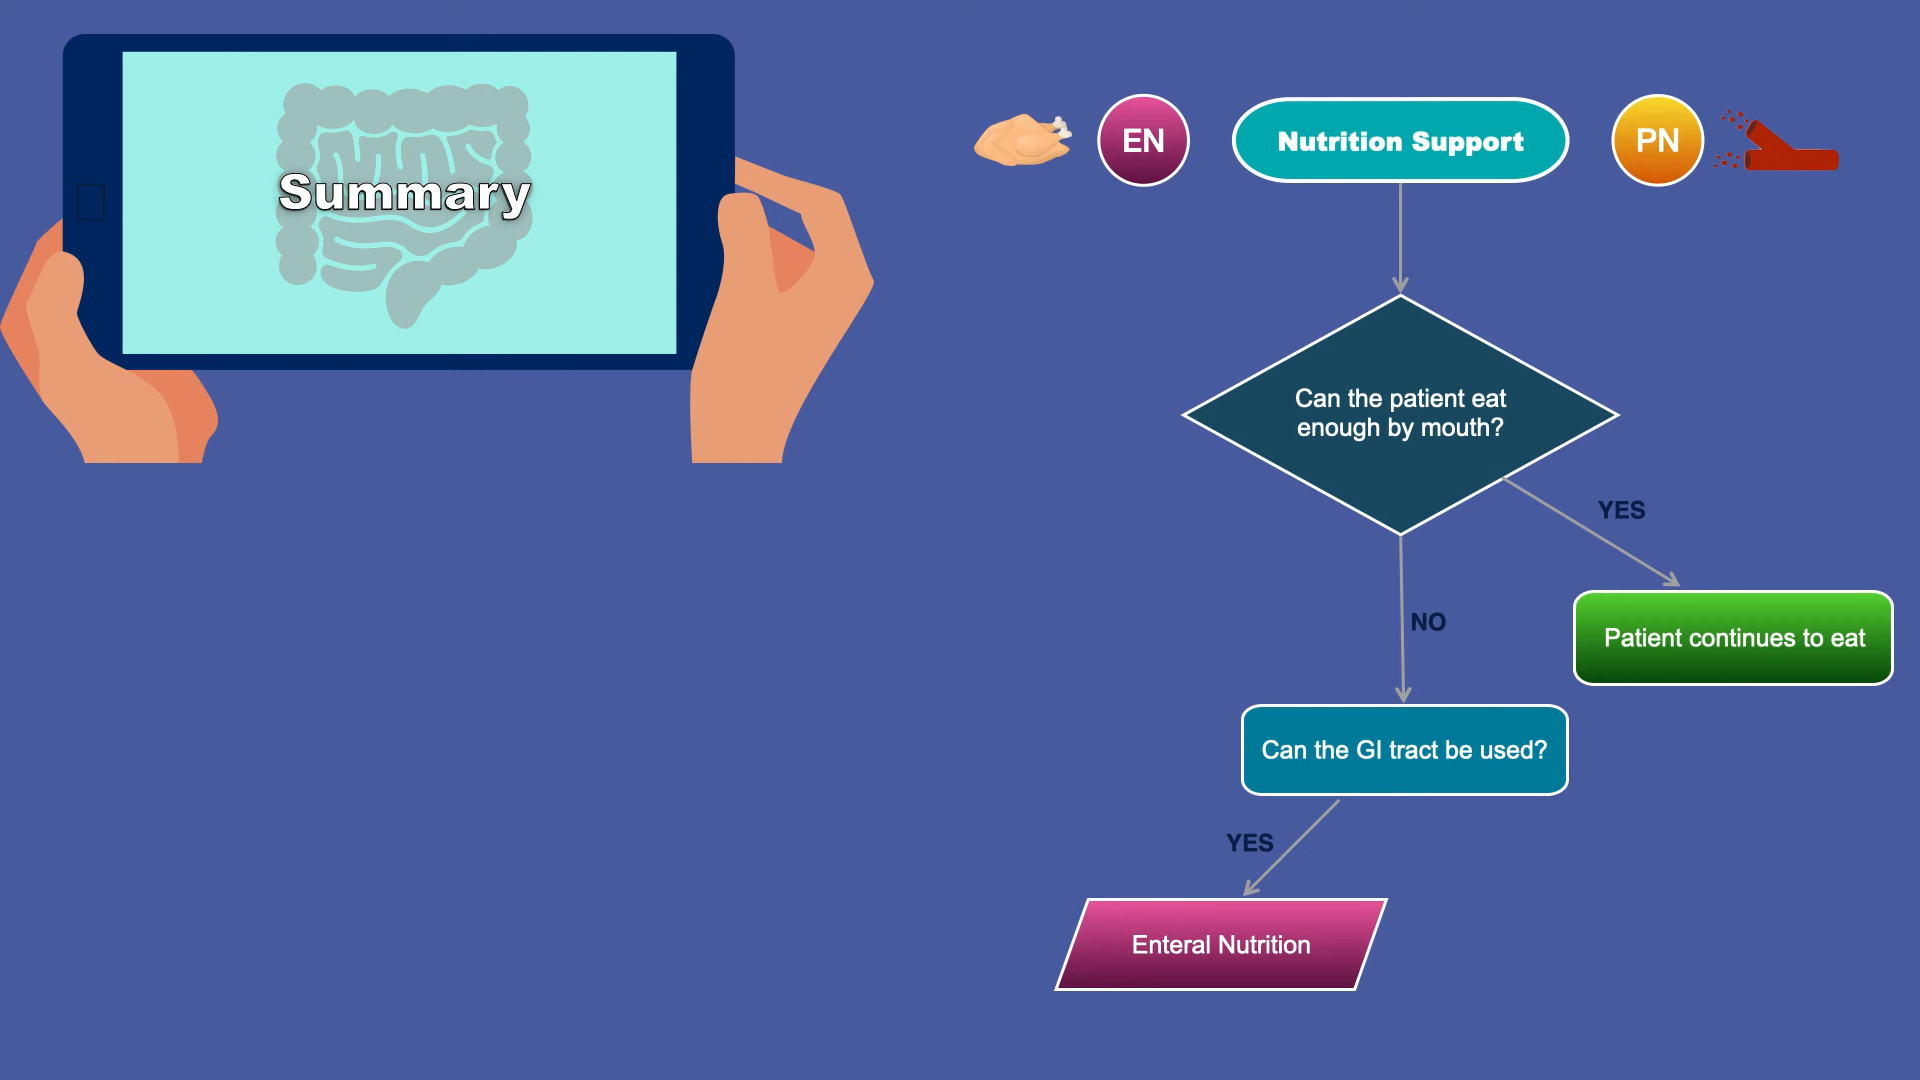 Summary
EN
Nutrition Support
PN
Can the patient eat
enough by mouth?
YES
NO
Patient continues to eat
Can the GI tract be used?
YES
Enteral Nutrition